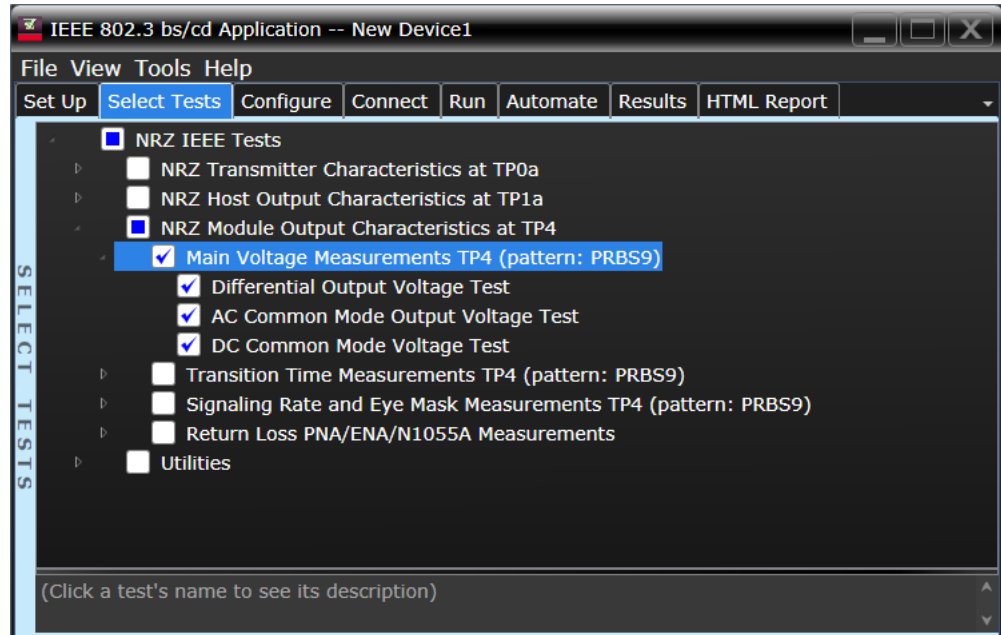 IEEE 802.3 bs/cd Application -- New Device1
File View Tools Help
Set Up Select Tests Configure Connect Run Automate Results HTML Report
NRZ IEEE Tests
NRZ Transmitter Characteristics at TP0a
NRZ Host Output Characteristics at TP1a
NRZ Module Output Characteristics at TP4
Main Voltage Measurements TP4 (pattern: PRBS9)
Differential Output Voltage Test
AC Common Mode Output Voltage Test
DC Common Mode Voltage Test
Transition Time Measurements TP4 (pattern: PRBS9)
Signaling Rate and Eye Mask Measurements TP4 (pattern: PRBS9)
Return Loss PNA/ENA/N1055A Measurements
Utilities
SELECT TESTS
(Click a test's name to see its description)